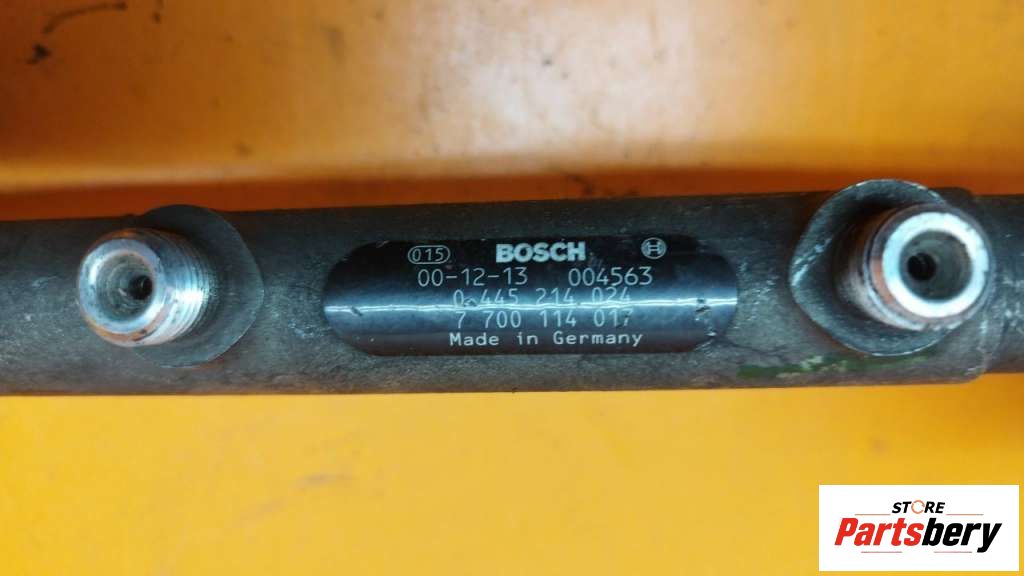 015 BOSCH
00-12-13 004563
0 445 214 024
7 700 114 017
Made in Germany
STORE
Partsbery